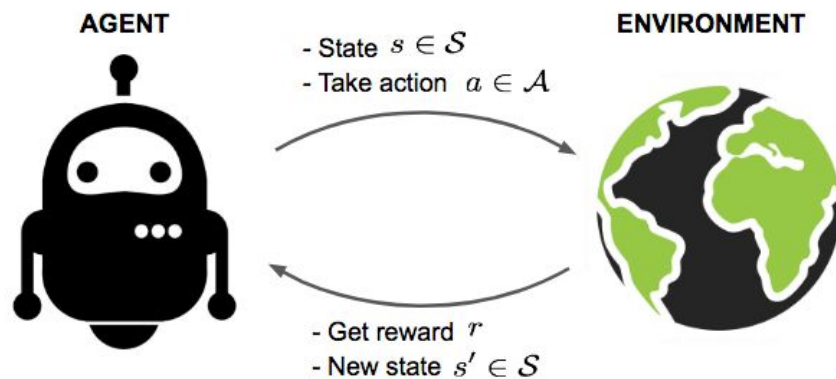 AGENT
ENVIRONMENT
- State s ∈ 𝒮
- Take action a ∈ 𝒜
- Get reward r
- New state s′ ∈ 𝒮